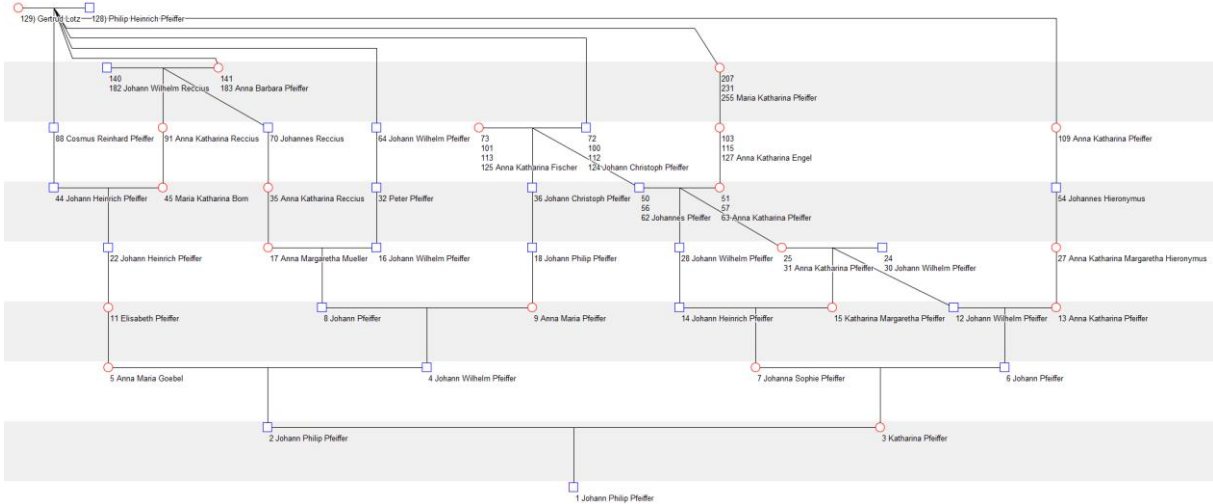 129) Gertrud Lotz
128) Philip Heinrich Pfeiffer
140
182 Johann Wilhelm Reccius
141
183 Anna Barbara Pfeiffer
207
231
255 Maria Katharina Pfeiffer
88 Cosmus Reinhard Pfeiffer
91 Anna Katharina Reccius
70 Johannes Reccius
64 Johann Wilhelm Pfeiffer
73
101
113
125 Anna Katharina Fischer
72
100
112
124 Johann Christoph Pfeiffer
103
115
127 Anna Katharina Engel
109 Anna Katharina Pfeiffer
44 Johann Heinrich Pfeiffer
45 Maria Katharina Born
35 Anna Katharina Reccius
32 Peter Pfeiffer
36 Johann Christoph Pfeiffer
50
56
62 Johannes Pfeiffer
51
57
63 Anna Katharina Pfeiffer
54 Johannes Hieronymus
22 Johann Heinrich Pfeiffer
17 Anna Margaretha Mueller
16 Johann Wilhelm Pfeiffer
18 Johann Philip Pfeiffer
28 Johann Wilhelm Pfeiffer
25
31 Anna Katharina Pfeiffer
24
30 Johann Wilhelm Pfeiffer
27 Anna Katharina Margaretha Hieronymus
11 Elisabeth Pfeiffer
8 Johann Pfeiffer
9 Anna Maria Pfeiffer
14 Johann Heinrich Pfeiffer
15 Katharina Margaretha Pfeiffer
12 Johann Wilhelm Pfeiffer
13 Anna Katharina Pfeiffer
5 Anna Maria Goebel
4 Johann Wilhelm Pfeiffer
7 Johanna Sophie Pfeiffer
6 Johann Pfeiffer
2 Johann Philip Pfeiffer
3 Katharina Pfeiffer
1 Johann Philip Pfeiffer